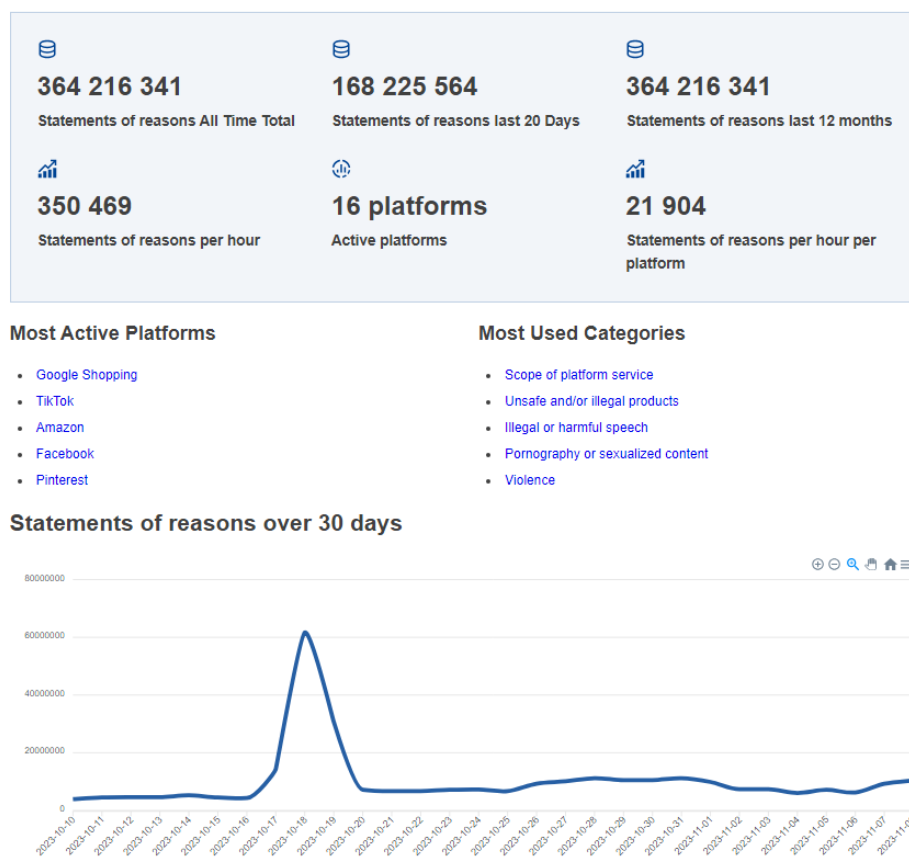 364 216 341
Statements of reasons All Time Total
168 225 564
Statements of reasons last 20 Days
364 216 341
Statements of reasons last 12 months
350 469
Statements of reasons per hour
16 platforms
Active platforms
21 904
Statements of reasons per hour per
platform
Most Active Platforms
Google Shopping
TikTok
Amazon
Facebook
Pinterest
Most Used Categories
Scope of platform service
Unsafe and/or illegal products
Illegal or harmful speech
Pornography or sexualized content
Violence
Statements of reasons over 30 days
80000000
60000000
40000000
20000000
0
2023-10-10
2023-10-11
2023-10-12
2023-10-13
2023-10-14
2023-10-15
2023-10-16
2023-10-17
2023-10-18
2023-10-19
2023-10-20
2023-10-21
2023-10-22
2023-10-23
2023-10-24
2023-10-25
2023-10-26
2023-10-27
2023-10-28
2023-10-29
2023-10-30
2023-10-31
2023-11-01
2023-11-02
2023-11-03
2023-11-04
2023-11-05
2023-11-06
2023-11-07